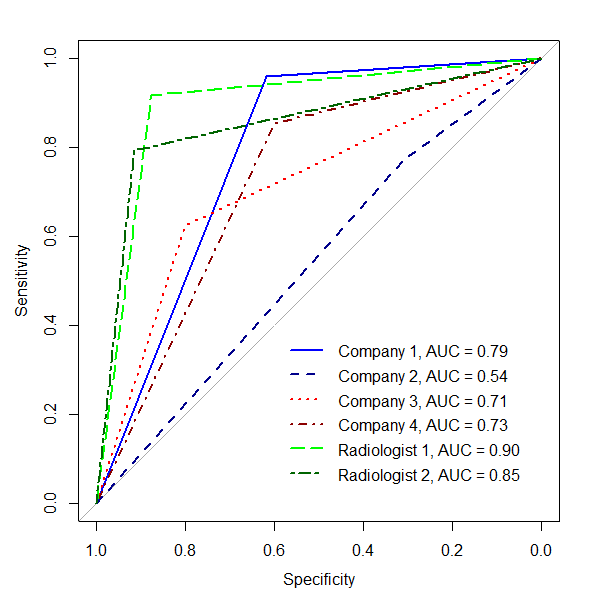 1.0
0.8
0.6
0.4
0.2
0.0
Sensitivity
Company 1, AUC = 0.79
Company 2, AUC = 0.54
Company 3, AUC = 0.71
Company 4, AUC = 0.73
Radiologist 1, AUC = 0.90
Radiologist 2, AUC = 0.85
1.0 0.8 0.6 0.4 0.2 0.0
Specificity